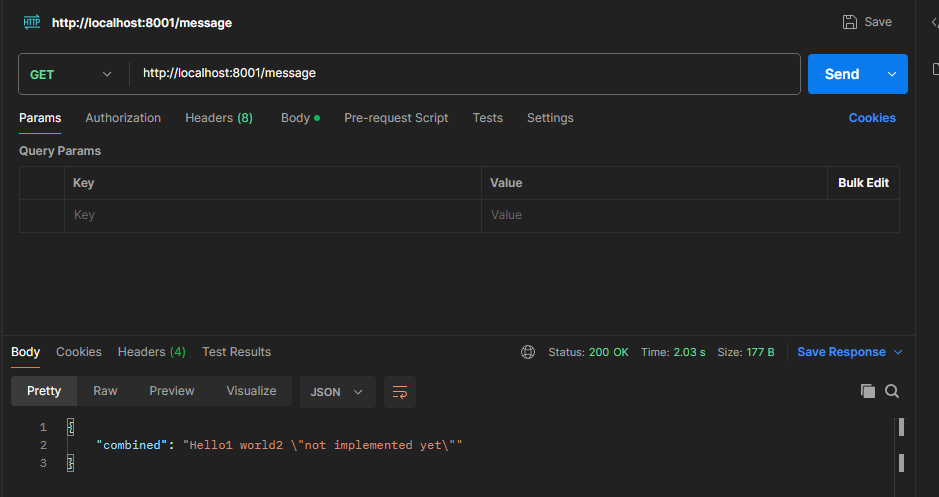 HTTP http://localhost:8001/message Save
GET http://localhost:8001/message Send
Params Authorization Headers (8) Body Pre-request Script Tests Settings Cookies
Query Params
Key Value Bulk Edit
Key Value
Body Cookies Headers (4) Test Results Status: 200 OK Time: 2.03 s Size: 177 B Save Response
Pretty Raw Preview Visualize JSON
1 {
2 "combined": "Hello1 world2 \"not implemented yet\""
3 }